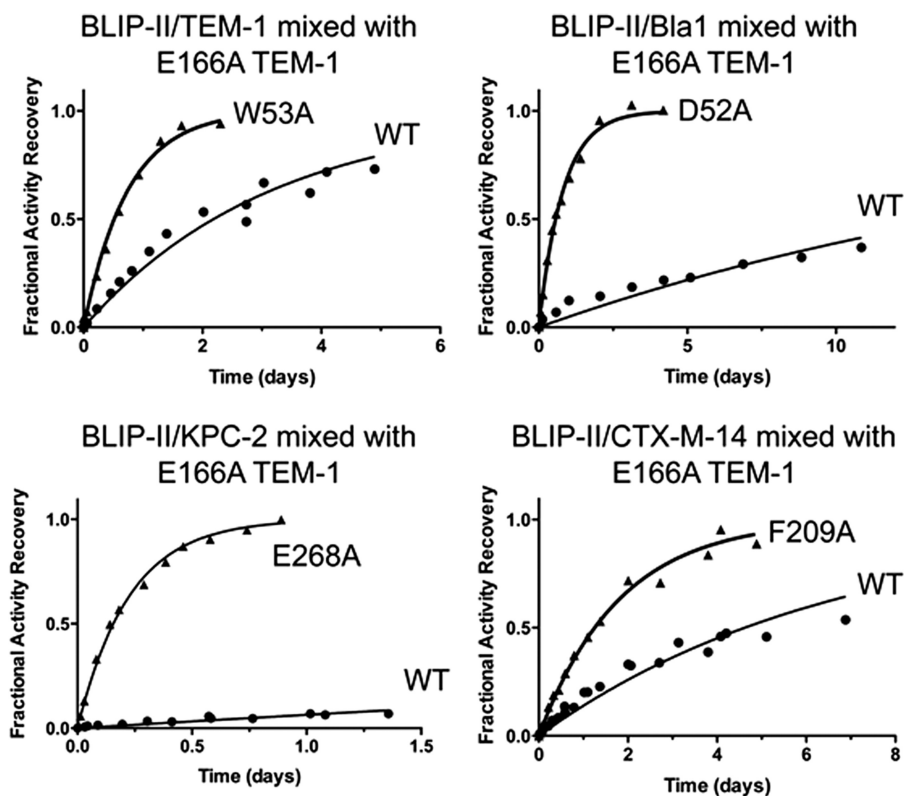 BLIP-II/TEM-1 mixed with
E166A TEM-1
Fractional Activity Recovery
1.0
0.5
0.0
W53A
WT
0
2
4
6
Time (days)
BLIP-II/Bla1 mixed with
E166A TEM-1
Fractional Activity Recovery
1.0
0.5
0.0
D52A
WT
0
5
10
Time (days)
BLIP-II/KPC-2 mixed with
E166A TEM-1
Fractional Activity Recovery
1.0
0.5
0.0
E268A
WT
0.0
0.5
1.0
1.5
Time (days)
BLIP-II/CTX-M-14 mixed with
E166A TEM-1
Fractional Activity Recovery
1.0
0.5
0.0
F209A
WT
0
2
4
6
8
Time (days)